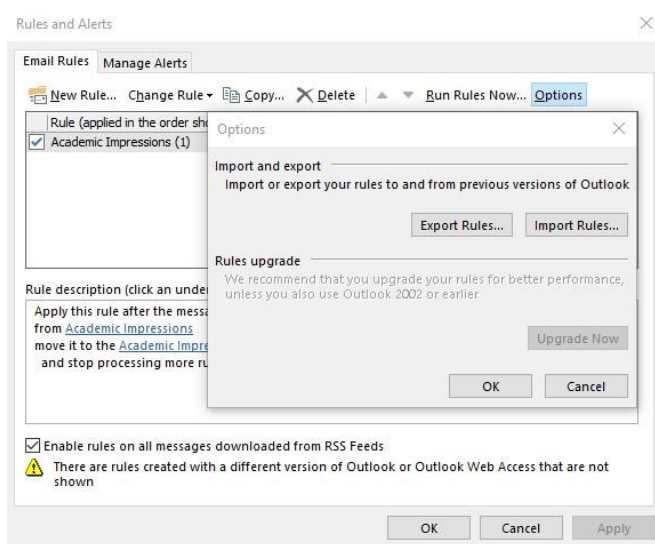 Rules and Alerts
Email Rules Manage Alerts
New Rule... Change Rule Copy... Delete Run Rules Now... Options
Rule (applied in the order sho
Academic Impressions (1)
Options
Import and export
Import or export your rules to and from previous versions of Outlook
Export Rules... Import Rules...
Rules upgrade
We recommend that you upgrade your rules for better performance,
unless you also use Outlook 2002 or earlier
Upgrade Now
OK Cancel
Rule description (click an under
Apply this rule after the messa
from Academic Impressions
move it to the Academic Impre
and stop processing more ru
Enable rules on all messages downloaded from RSS Feeds
There are rules created with a different version of Outlook or Outlook Web Access that are not
shown
OK Cancel Apply